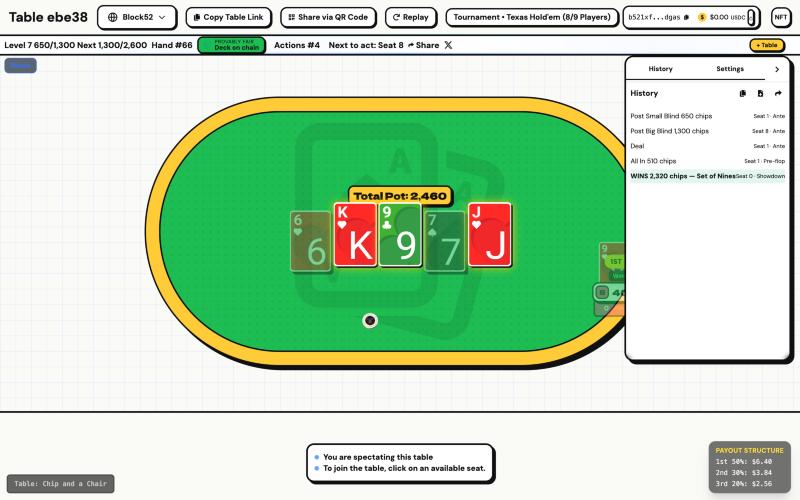 Table ebe38
Block52
Copy Table Link
Share via QR Code
Replay
Tournament • Texas Hold'em (8/9 Players)
b521xf...dgas
$
$0.00 USDC
NFT
Level 7 650/1,300 Next 1,300/2,600 Hand #66
PROVABLY FAIR
Deck on chain
Actions #4
Next to act: Seat 8
Share
+ Table
History
Settings
History
Post Small Blind 650 chips
Seat 1 · Ante
Post Big Blind 1,300 chips
Seat 8 · Ante
Deal
Seat 1 · Ante
All In 510 chips
Seat 1 · Pre-flop
WINS 2,320 chips — Set of Nines
Seat 0 · Showdown
Total Pot: 2,460
6
6
K
K
9
9
7
7
J
J
A
9
1ST
You are spectating this table
To join the table, click on an available seat.
PAYOUT STRUCTURE
1st 50%: $6.40
2nd 30%: $3.84
3rd 20%: $2.56
Table: Chip and a Chair